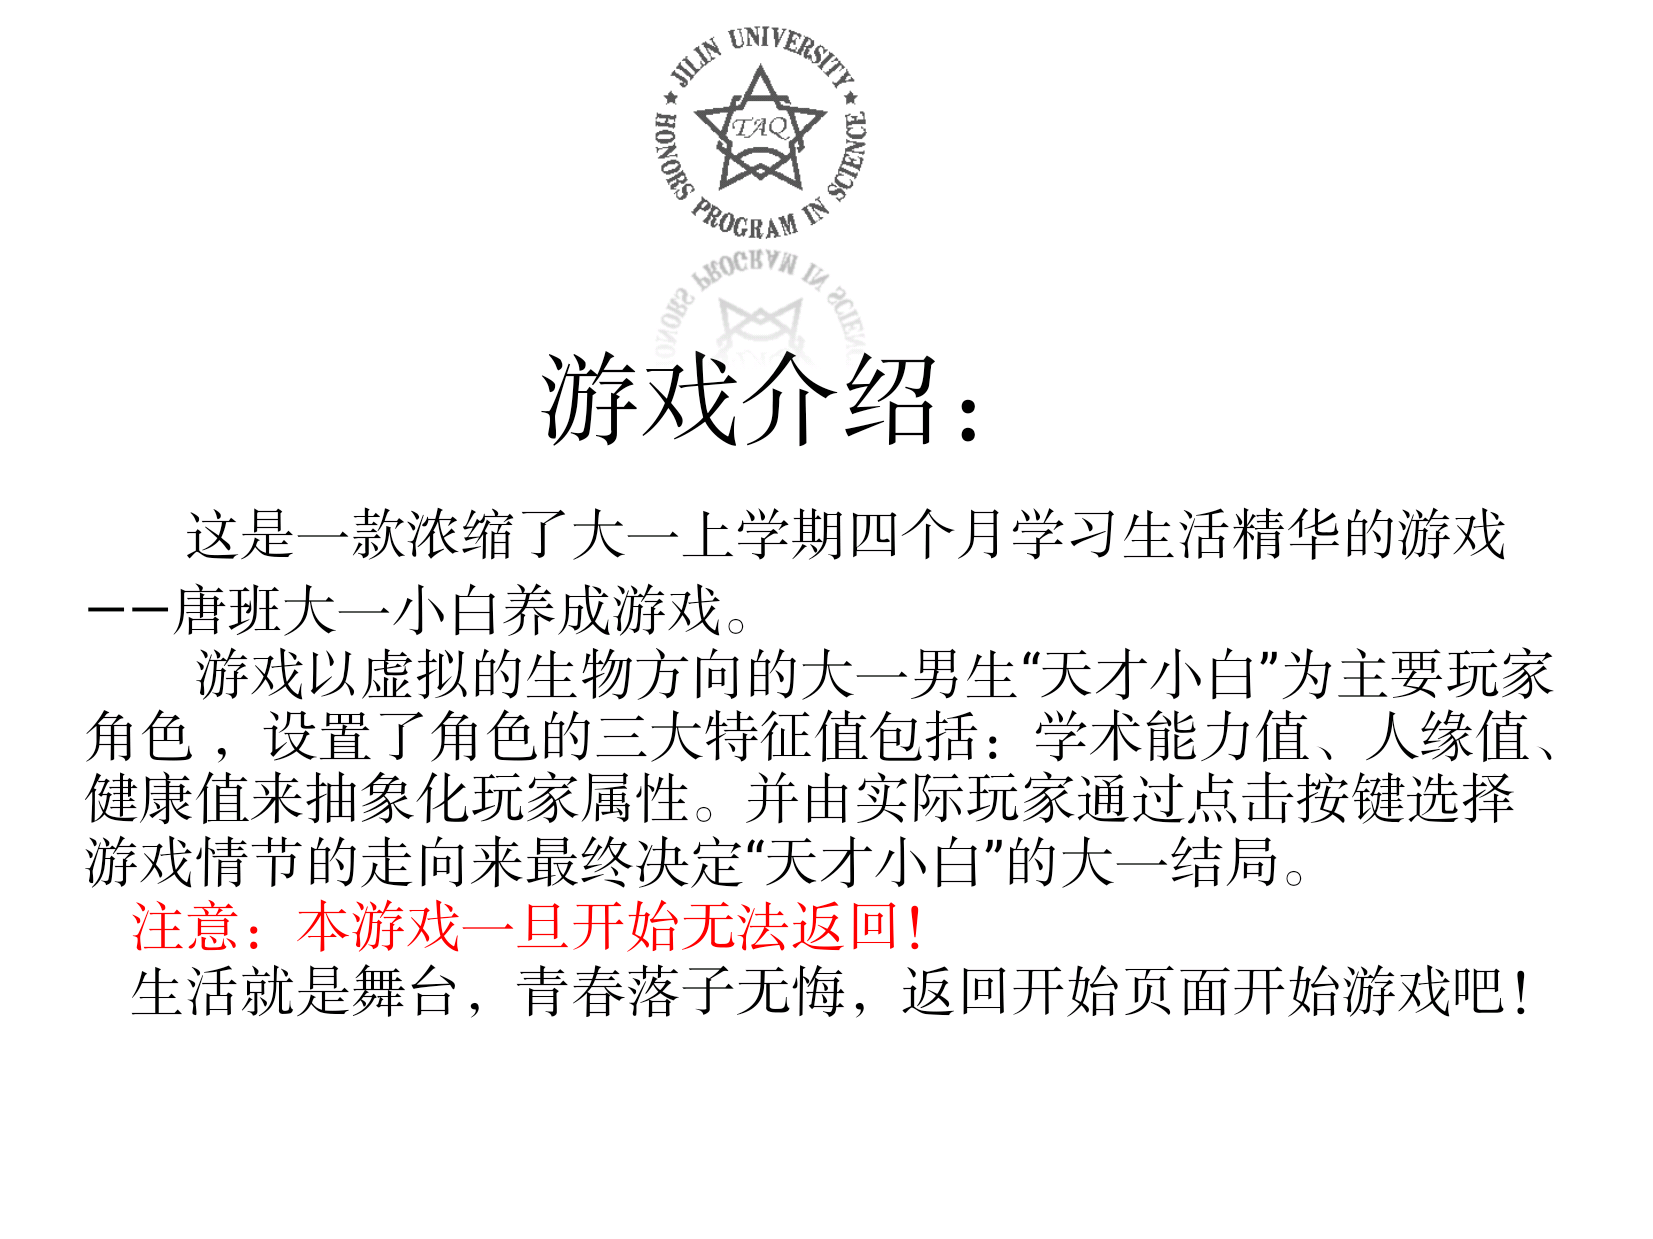 JILIN UNIVERSITY
TAQ
HONORS PROGRAM IN SCIENCE
游戏介绍：
这是一款浓缩了大一上学期四个月学习生活精华的游戏
——唐班大一小白养成游戏。
游戏以虚拟的生物方向的大一男生“天才小白”为主要玩家
角色 ，设置了角色的三大特征值包括：学术能力值、人缘值、
健康值来抽象化玩家属性。并由实际玩家通过点击按键选择
游戏情节的走向来最终决定“天才小白”的大一结局。
注意：本游戏一旦开始无法返回！
生活就是舞台，青春落子无悔，返回开始页面开始游戏吧！